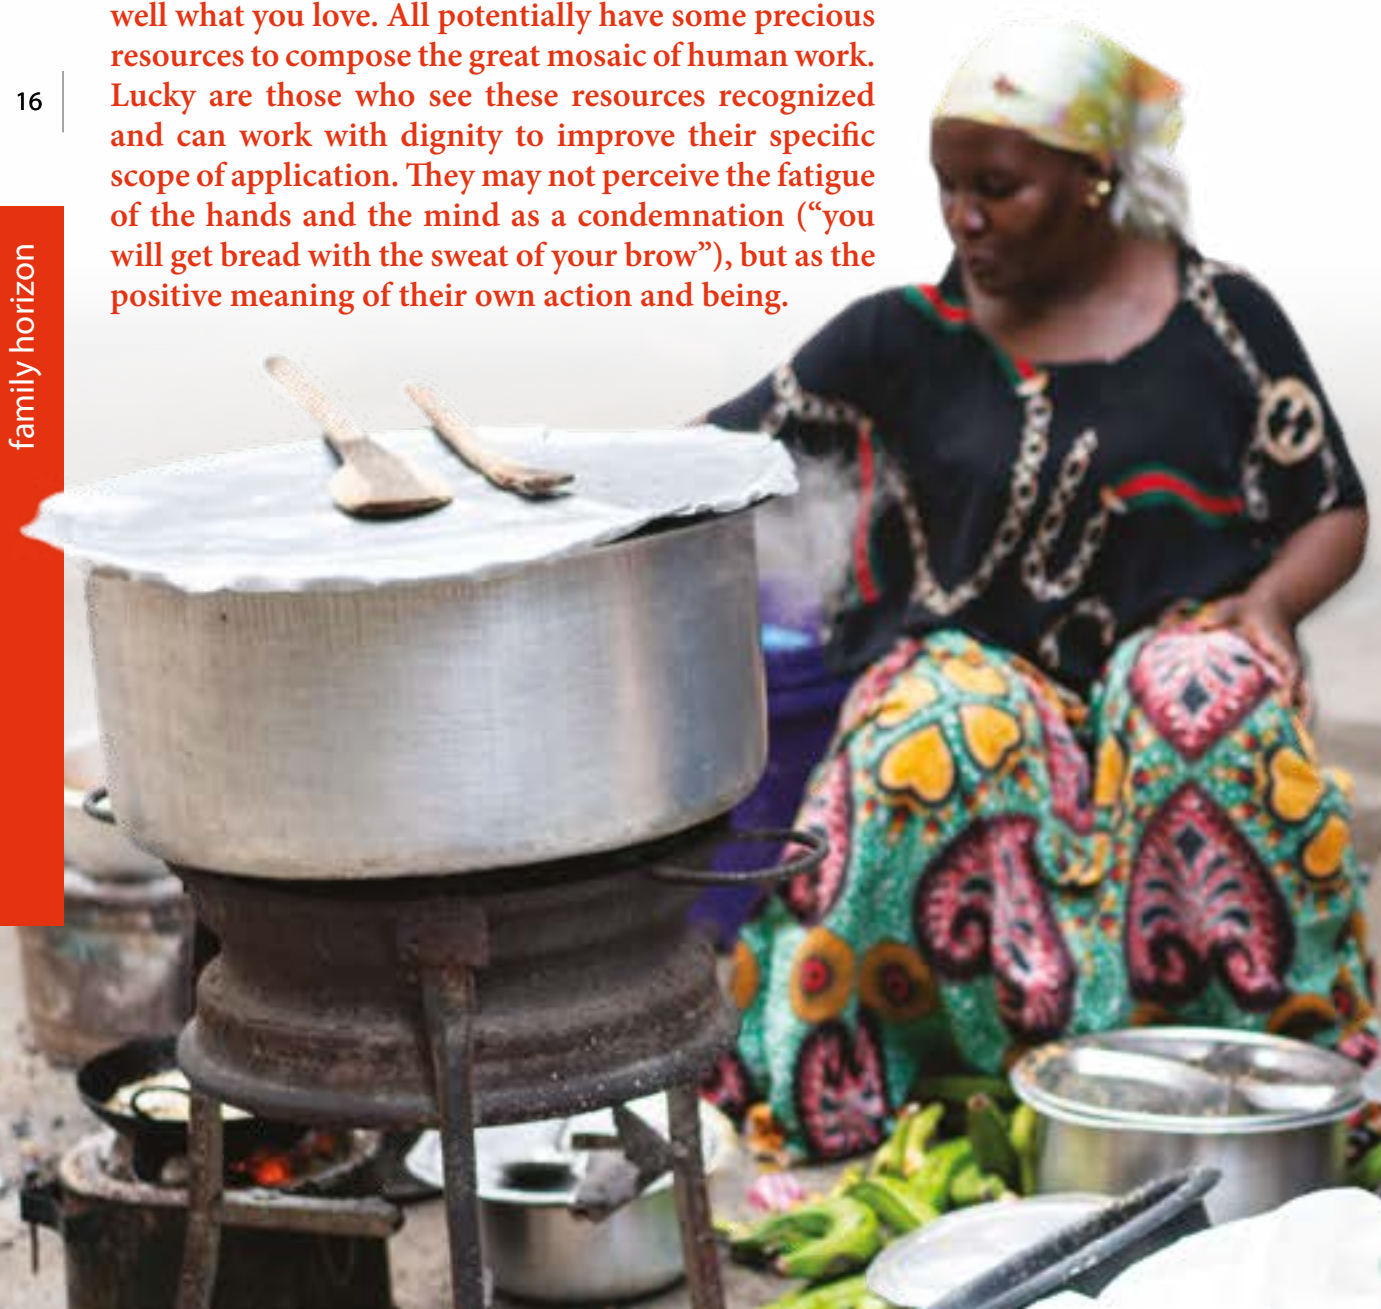 well what you love. All potentially have some precious
resources to compose the great mosaic of human work.
Lucky are those who see these resources recognized
and can work with dignity to improve their specific
scope of application. They may not perceive the fatigue
of the hands and the mind as a condemnation (“you
will get bread with the sweat of your brow”), but as the
positive meaning of their own action and being.
16
family horizon